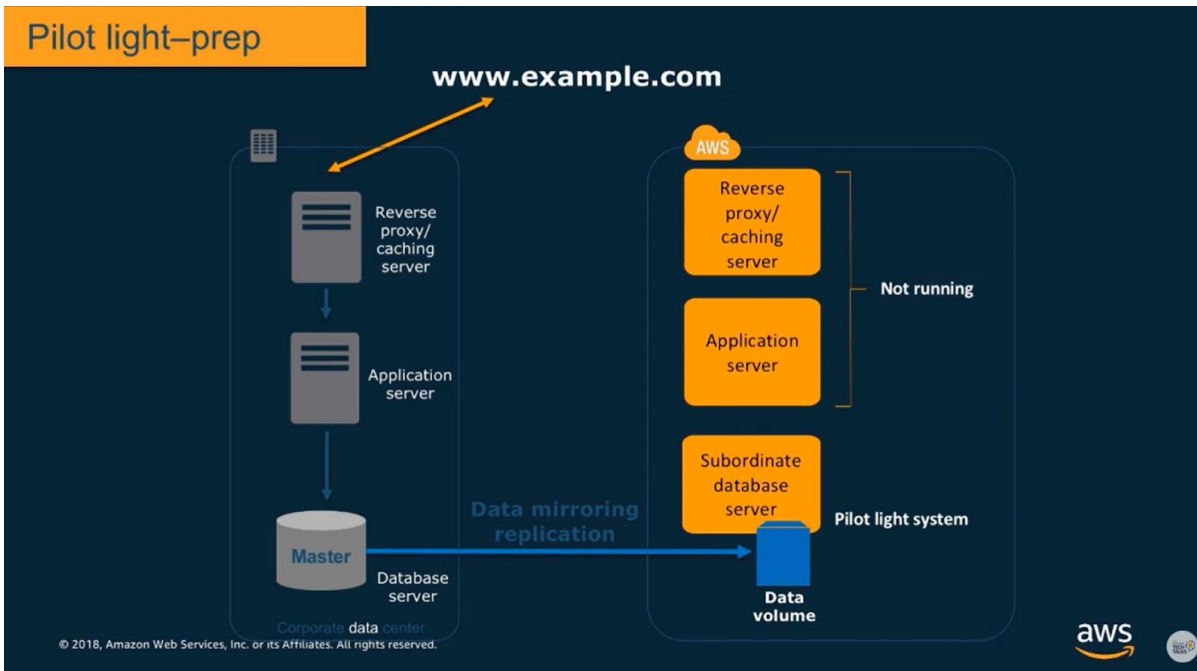 Pilot light–prep
www.example.com
AWS
Reverse
proxy/
caching
server
Reverse
proxy/
caching
server
Not running
Application
server
Application
server
Subordinate
database
server
Data mirroring
replication
Pilot light system
Master
Database
server
Data
volume
Corporate data center
© 2018, Amazon Web Services, Inc. or its Affiliates. All rights reserved.
aws
TECH
TALKS